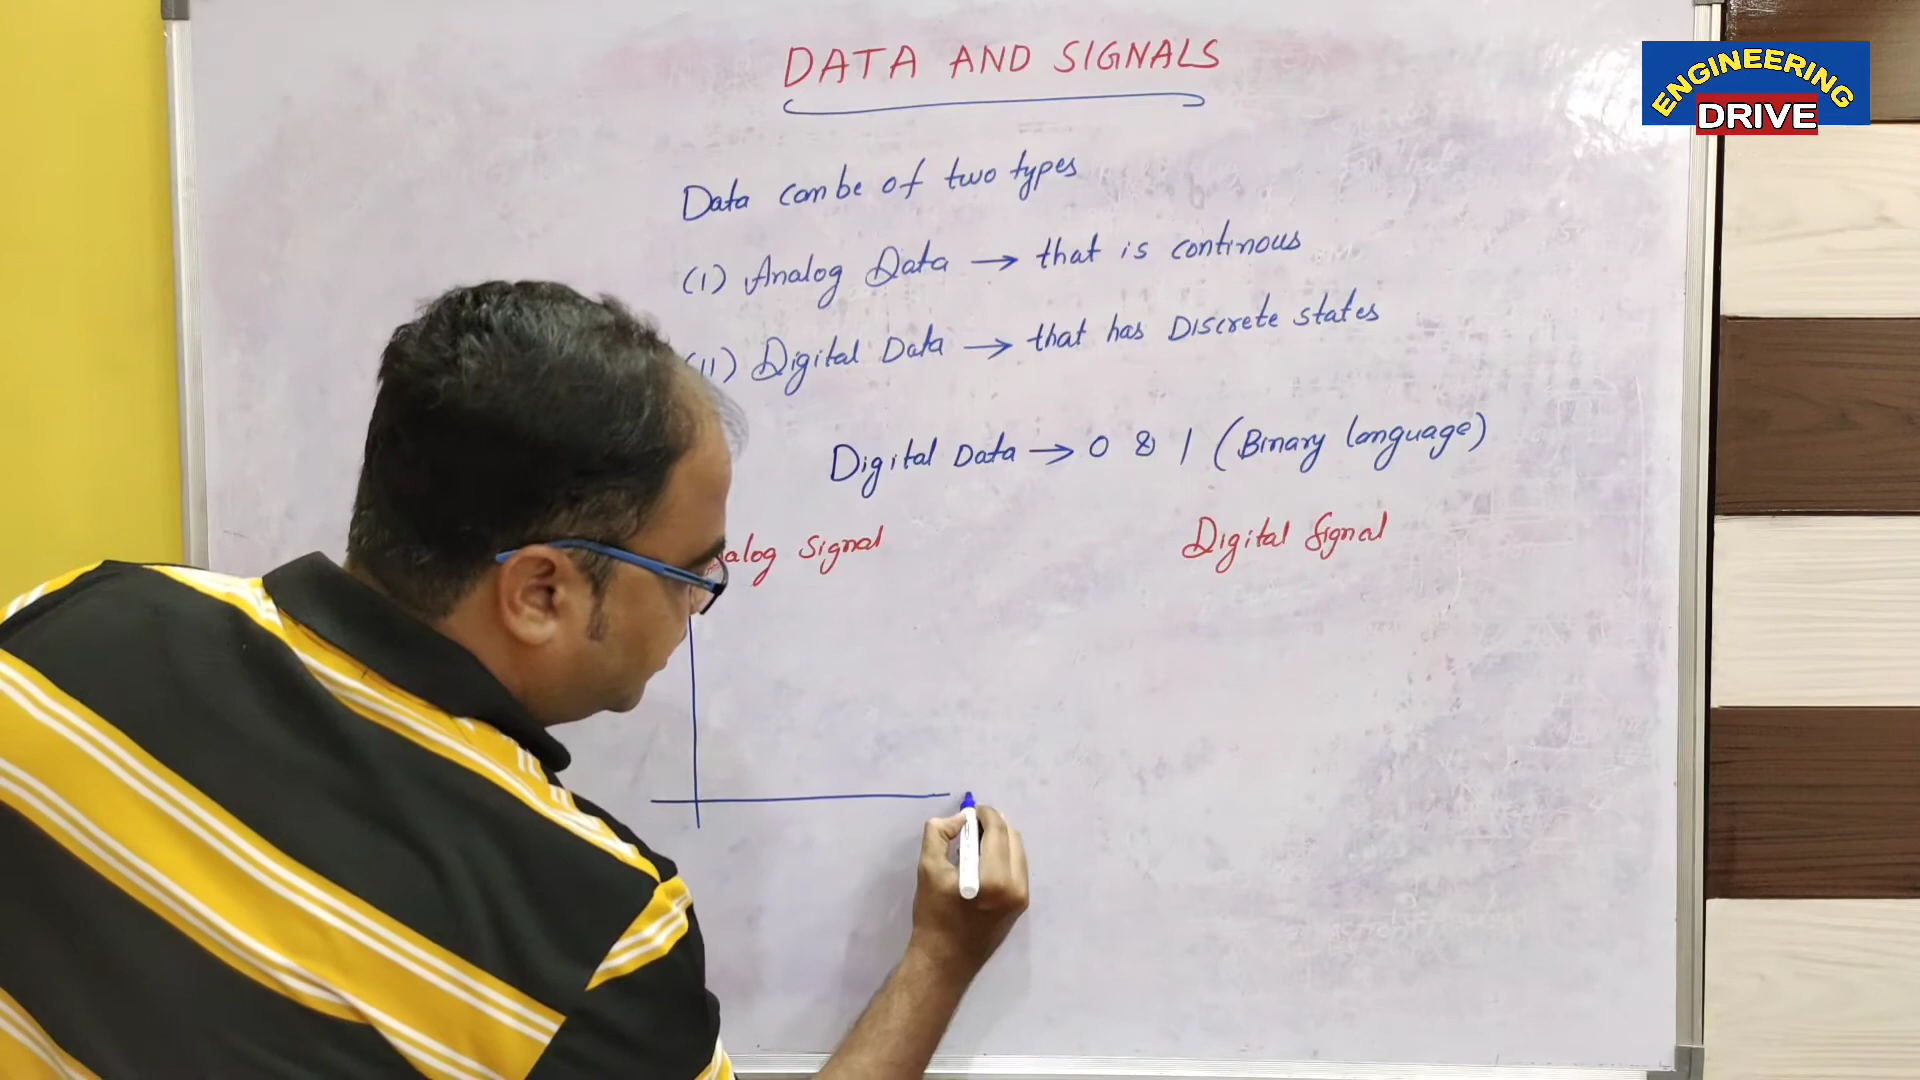 DATA AND SIGNALS
ENGINEERING
DRIVE
Data can be of two types
(I) Analog Data → that is continous
(II) Digital Data → that has Discrete states
Digital Data → 0 & 1 (Binary language)
alog Signal
Digital Signal